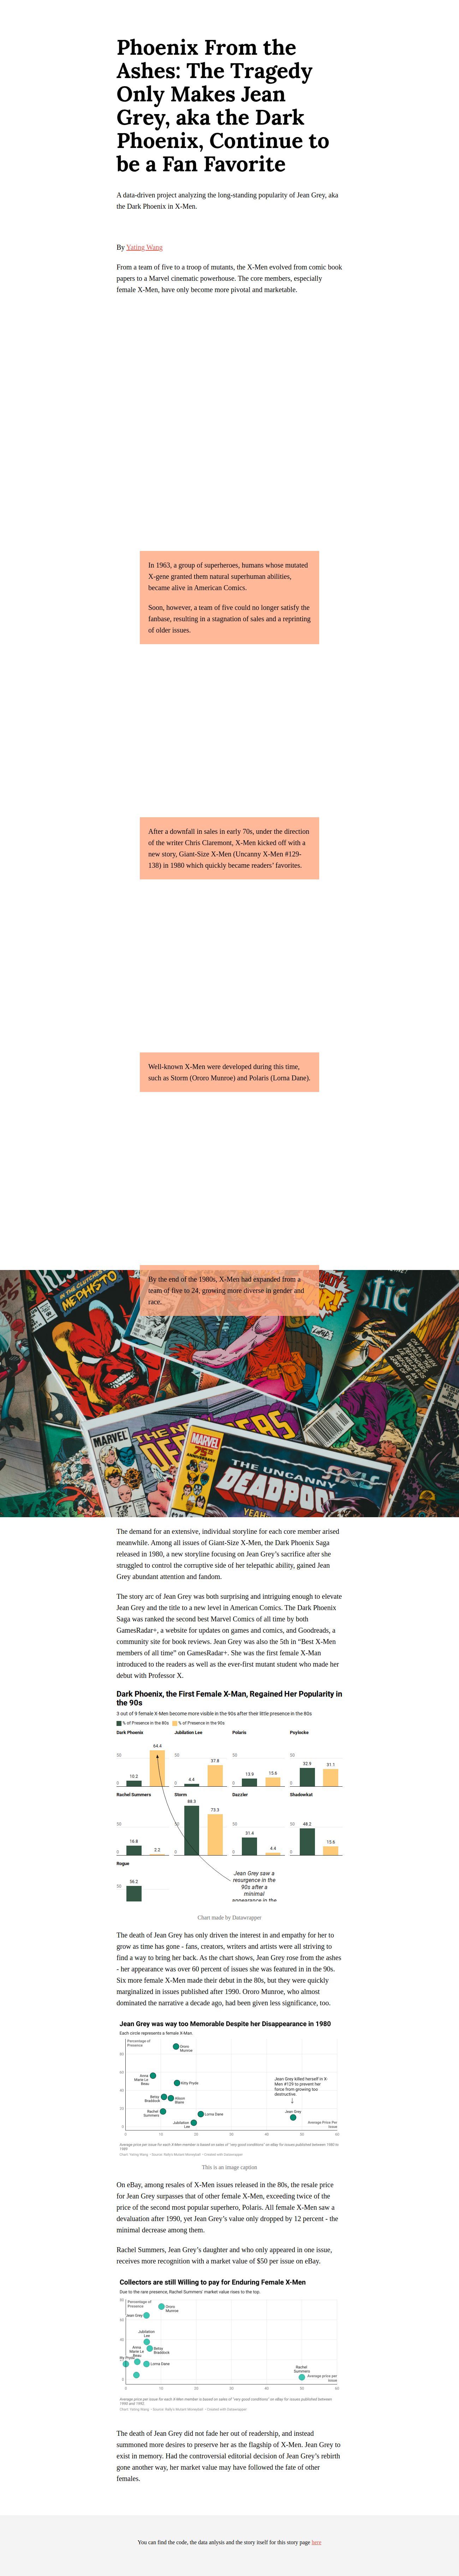 Phoenix From the
Ashes: The Tragedy
Only Makes Jean
Grey, aka the Dark
Phoenix, Continue to
be a Fan Favorite
A data-driven project analyzing the long-standing popularity of Jean Grey, aka
the Dark Phoenix in X-Men.
By Yating Wang
From a team of five to a troop of mutants, the X-Men evolved from comic book
papers to a Marvel cinematic powerhouse. The core members, especially
female X-Men, have only become more pivotal and marketable.
In 1963, a group of superheroes, humans whose mutated
X-gene granted them natural superhuman abilities,
became alive in American Comics.
Soon, however, a team of five could no longer satisfy the
fanbase, resulting in a stagnation of sales and a reprinting
of older issues.
After a downfall in sales in early 70s, under the direction
of the writer Chris Claremont, X-Men kicked off with a
new story, Giant-Size X-Men (Uncanny X-Men #129-
138) in 1980 which quickly became readers’ favorites.
Well-known X-Men were developed during this time,
such as Storm (Ororo Munroe) and Polaris (Lorna Dane).
By the end of the 1980s, X-Men had expanded from a
team of five to 24, growing more diverse in gender and
race.
MEPHISTO
MARVEL
THE NEW
MARVEL
THE UNCANNY
DEADPOOL
YEAH!
The demand for an extensive, individual storyline for each core member arised
meanwhile. Among all issues of Giant-Size X-Men, the Dark Phoenix Saga
released in 1980, a new storyline focusing on Jean Grey’s sacrifice after she
struggled to control the corruptive side of her telepathic ability, gained Jean
Grey abundant attention and fandom.
The story arc of Jean Grey was both surprising and intriguing enough to elevate
Jean Grey and the title to a new level in American Comics. The Dark Phoenix
Saga was ranked the second best Marvel Comics of all time by both
GamesRadar+, a website for updates on games and comics, and Goodreads, a
community site for book reviews. Jean Grey was also the 5th in “Best X-Men
members of all time” on GamesRadar+. She was the first female X-Man
introduced to the readers as well as the ever-first mutant student who made her
debut with Professor X.
Dark Phoenix, the First Female X-Man, Regained Her Popularity in
the 90s
3 out of 9 female X-Men become more visible in the 90s after their little presence in the 80s
% of Presence in the 80s % of Presence in the 90s
Dark Phoenix Jubilation Lee Polaris Psylocke
50 50 50 50
10.2 64.4 4.4 37.8 13.9 15.6 32.9 31.1
0 0 0 0
Rachel Summers Storm Dazzler Shadowkat
50 50 50 50
16.8 2.2 88.3 73.3 31.4 4.4 48.2 15.6
0 0 0 0
Rogue
50
56.2
Jean Grey saw a
resurgence in the
90s after a
minimal
appearance in the
Chart made by Datawrapper
The death of Jean Grey has only driven the interest in and empathy for her to
grow as time has gone - fans, creators, writers and artists were all striving to
find a way to bring her back. As the chart shows, Jean Grey rose from the ashes
- her appearance was over 60 percent of issues she was featured in in the 90s.
Six more female X-Men made their debut in the 80s, but they were quickly
marginalized in issues published after 1990. Ororo Munroe, who almost
dominated the narrative a decade ago, had been given less significance, too.
Jean Grey was way too Memorable Despite her Disappearance in 1980
Each circle represents a female X-Man.
Percentage of
Presence
Ororo
Munroe
Anna
Marie Le
Beau
Kitty Pryde
Betsy
Braddock
Alison
Blaire
Rachel
Summers
Lorna Dane
Jubilation
Lee
Jean Grey killed herself in X-
Men #129 to prevent her
force from growing too
destructive.
Jean Grey
Average Price Per
Issue
0 10 20 30 40 50 60
Average price per issue for each X-Men member is based on sales of "very good conditions" on eBay for issues published between 1980 to
1989
This is an image caption
On eBay, among resales of X-Men issues released in the 80s, the resale price
for Jean Grey surpasses that of other female X-Men, exceeding twice of the
price of the second most popular superhero, Polaris. All female X-Men saw a
devaluation after 1990, yet Jean Grey’s value only dropped by 12 percent - the
minimal decrease among them.
Rachel Summers, Jean Grey’s daughter and who only appeared in one issue,
receives more recognition with a market value of $50 per issue on eBay.
Collectors are still Willing to pay for Enduring Female X-Men
Due to the rare presence, Rachel Summers' market value rises to the top.
Percentage of
Presence
Ororo
Munroe
Jean Grey
Jubilation
Lee
Anna
Marie Le
Beau
Betsy
Braddock
Lorna Dane
Rachel
Summers
Average price per
issue
0 10 20 30 40 50 60
Average price per issue for each X-Men member is based on sales of "very good conditions" on eBay for issues published between
1990 and 1992.
The death of Jean Grey did not fade her out of readership, and instead
summoned more desires to preserve her as the flagship of X-Men. Jean Grey to
exist in memory. Had the controversial editorial decision of Jean Grey’s rebirth
gone another way, her market value may have followed the fate of other
females.
You can find the code, the data anlysis and the story itself for this story page here